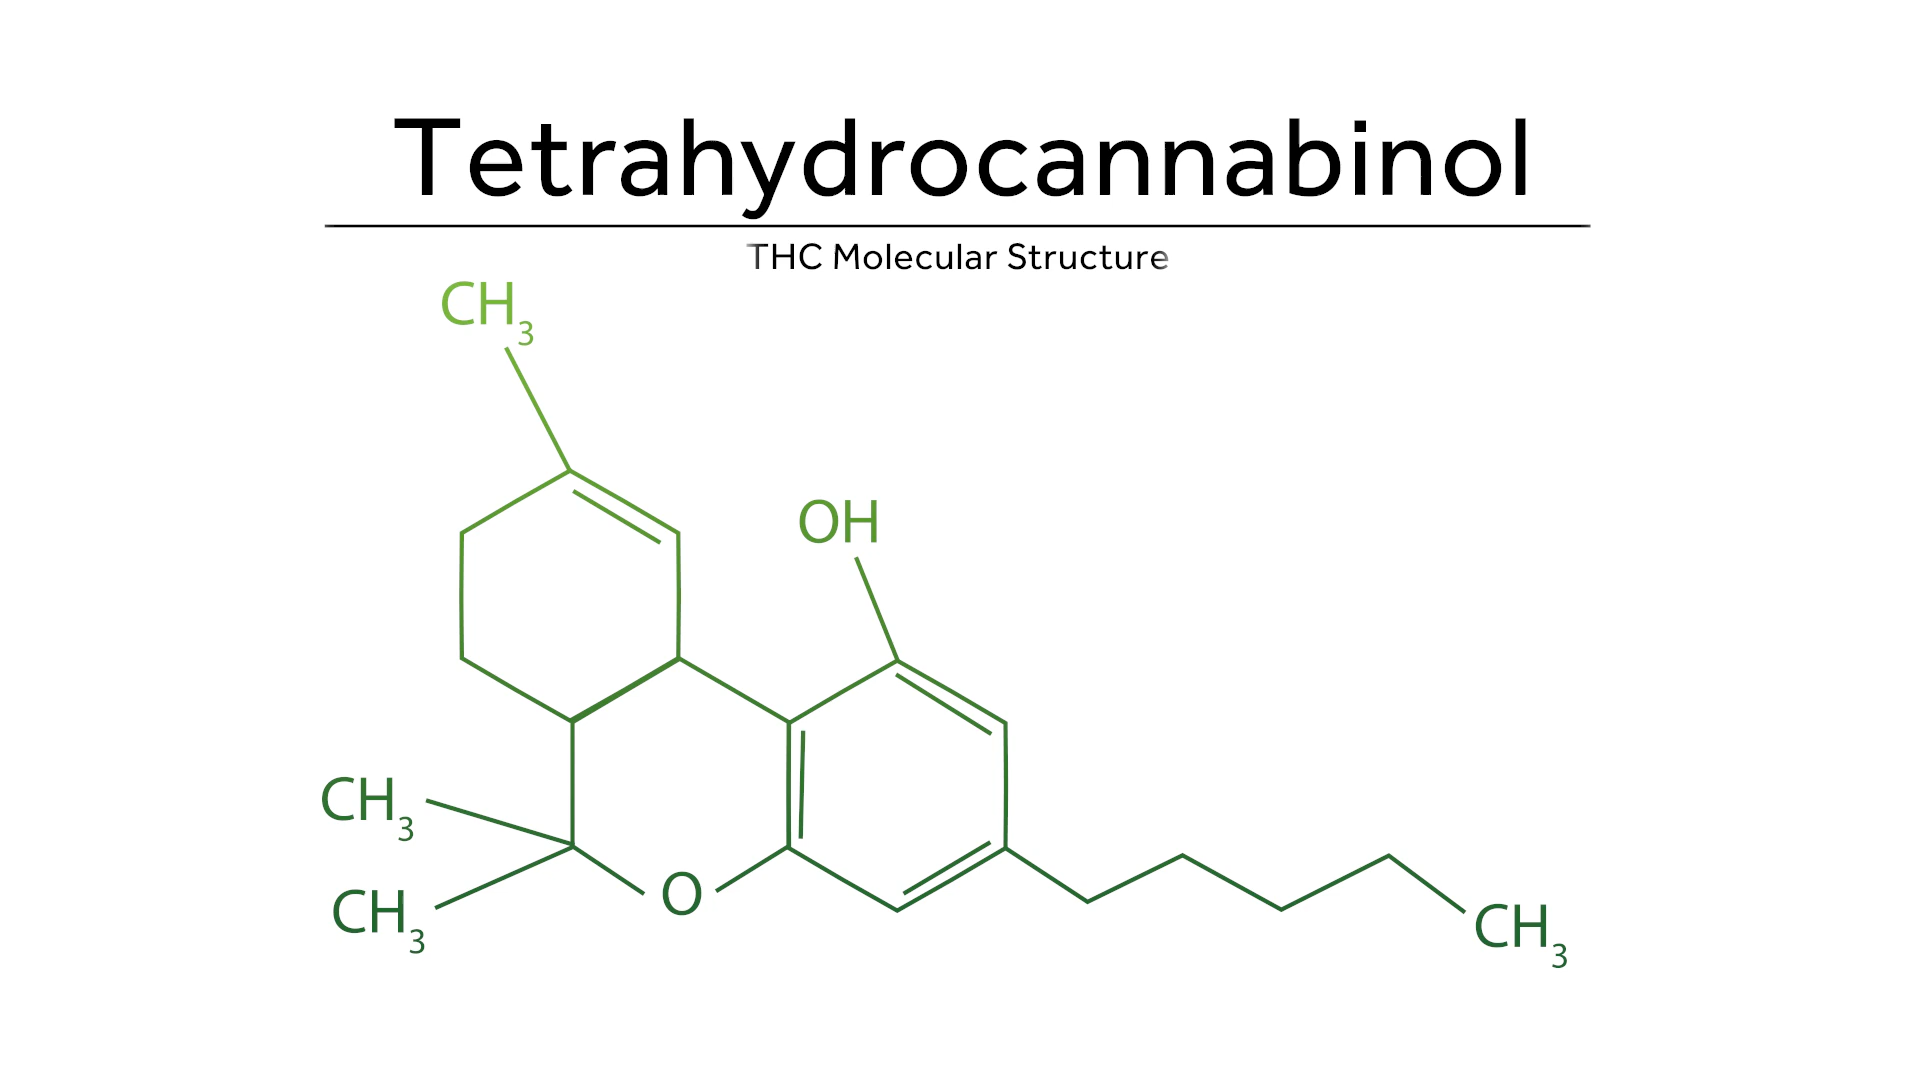 Tetrahydrocannabinol
THC Molecular Structure
CH3
OH
CH3
CH3
O
CH3